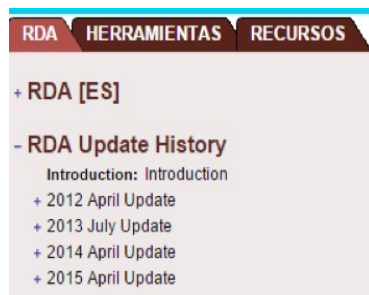 RDA HERRAMIENTAS RECURSOS
+ RDA [ES]
- RDA Update History
Introduction: Introduction
+ 2012 April Update
+ 2013 July Update
+ 2014 April Update
+ 2015 April Update